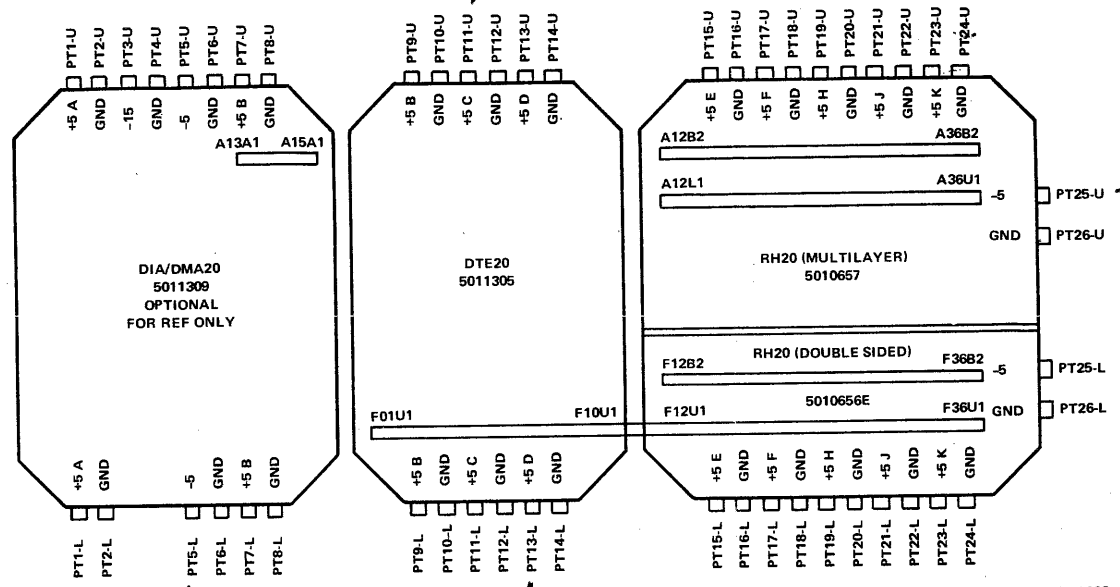 PT1-U PT2-U PT3-U PT4-U PT5-U PT6-U PT7-U PT8-U
+5 A GND -15 GND -5 GND +5 B GND
A13A1 A15A1
DIA/DMA20
5011309
OPTIONAL
FOR REF ONLY
+5 A GND -5 GND +5 B GND
PT1-L PT2-L PT5-L PT6-L PT7-L PT8-L
PT9-U PT10-U PT11-U PT12-U PT13-U PT14-U
+5 B GND +5 C GND +5 D GND
DTE20
5011305
F01U1 F10U1
+5 B GND +5 C GND +5 D GND
PT9-L PT10-L PT11-L PT12-L PT13-L PT14-L
PT15-U PT16-U PT17-U PT18-U PT19-U PT20-U PT21-U PT22-U PT23-U PT24-U
+5 E GND +5 F GND +5 H GND +5 J GND +5 K GND
A12B2 A36B2
A12L1 A36U1
-5 PT25-U
GND PT26-U
RH20 (MULTILAYER)
5010657
RH20 (DOUBLE SIDED)
F12B2 F36B2
-5 PT25-L
5010656E
F12U1 F36U1
GND PT26-L
+5 E GND +5 F GND +5 H GND +5 J GND +5 K GND
PT15-L PT16-L PT17-L PT18-L PT19-L PT20-L PT21-L PT22-L PT23-L PT24-L